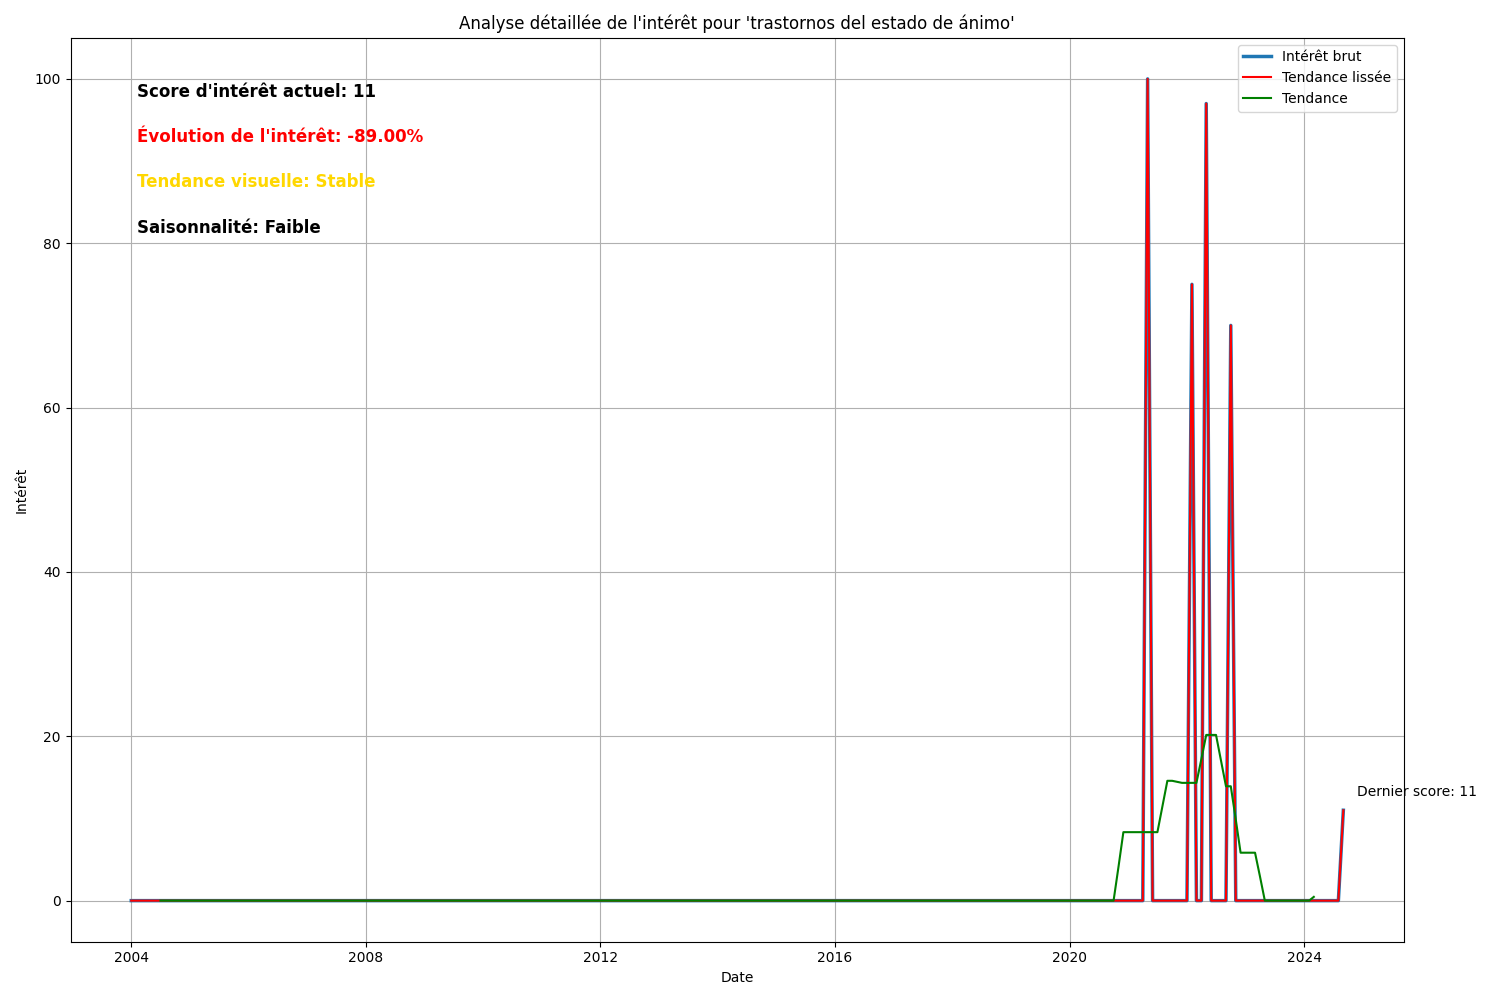 Analyse détaillée de l'intérêt pour 'trastornos del estado de ánimo'
Intérêt brut
Tendance lissée
Tendance
Score d'intérêt actuel: 11
Évolution de l'intérêt: -89.00%
Tendance visuelle: Stable
Saisonnalité: Faible
100
80
60
40
20
0
Intérêt
Dernier score: 11
2004
2008
2012
2016
2020
2024
Date